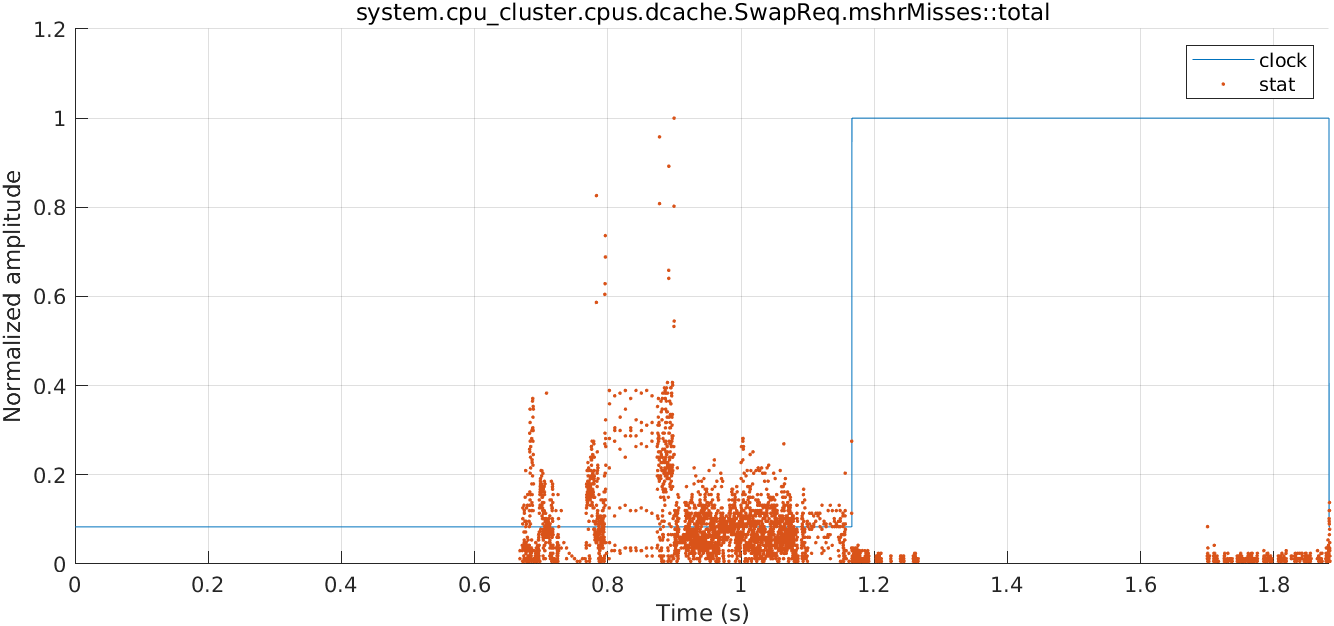 system.cpu_cluster.cpus.dcache.SwapReq.mshrMisses::total
1.2
1
0.8
0.6
0.4
0.2
0
Normalized amplitude
clock
stat
0 0.2 0.4 0.6 0.8 1 1.2 1.4 1.6 1.8
Time (s)